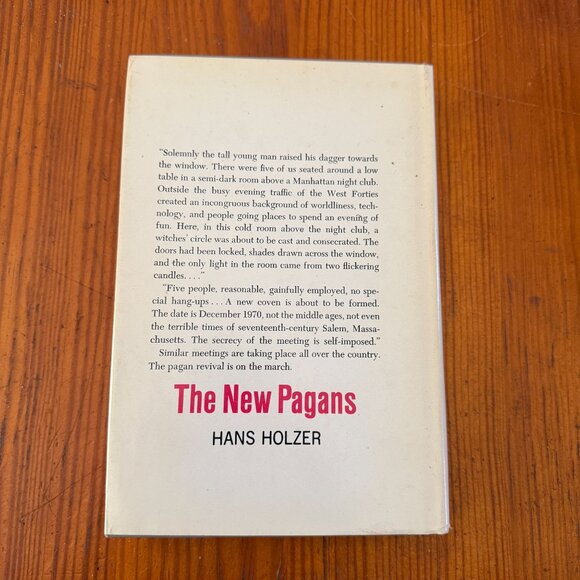 "Solemnly the tall young man raised his dagger towards
the window. There were five of us seated around a low
table in a semi-dark room above a Manhattan night club.
Outside the busy evening traffic of the West Forties
created an incongruous background of worldliness, tech-
nology, and people going places to spend an evening of
fun. Here, in this cold room above the night club, a
witches' circle was about to be cast and consecrated. The
doors had been locked, shades drawn across the window,
and the only light in the room came from two flickering
candles. . . ."
"Five people, reasonable, gainfully employed, no spe-
cial hang-ups . . . A new coven is about to be formed.
The date is December 1970, not the middle ages, not even
the terrible times of seventeenth-century Salem, Massa-
chusetts. The secrecy of the meeting is self-imposed."
Similar meetings are taking place all over the country.
The pagan revival is on the march.
The New Pagans
HANS HOLZER